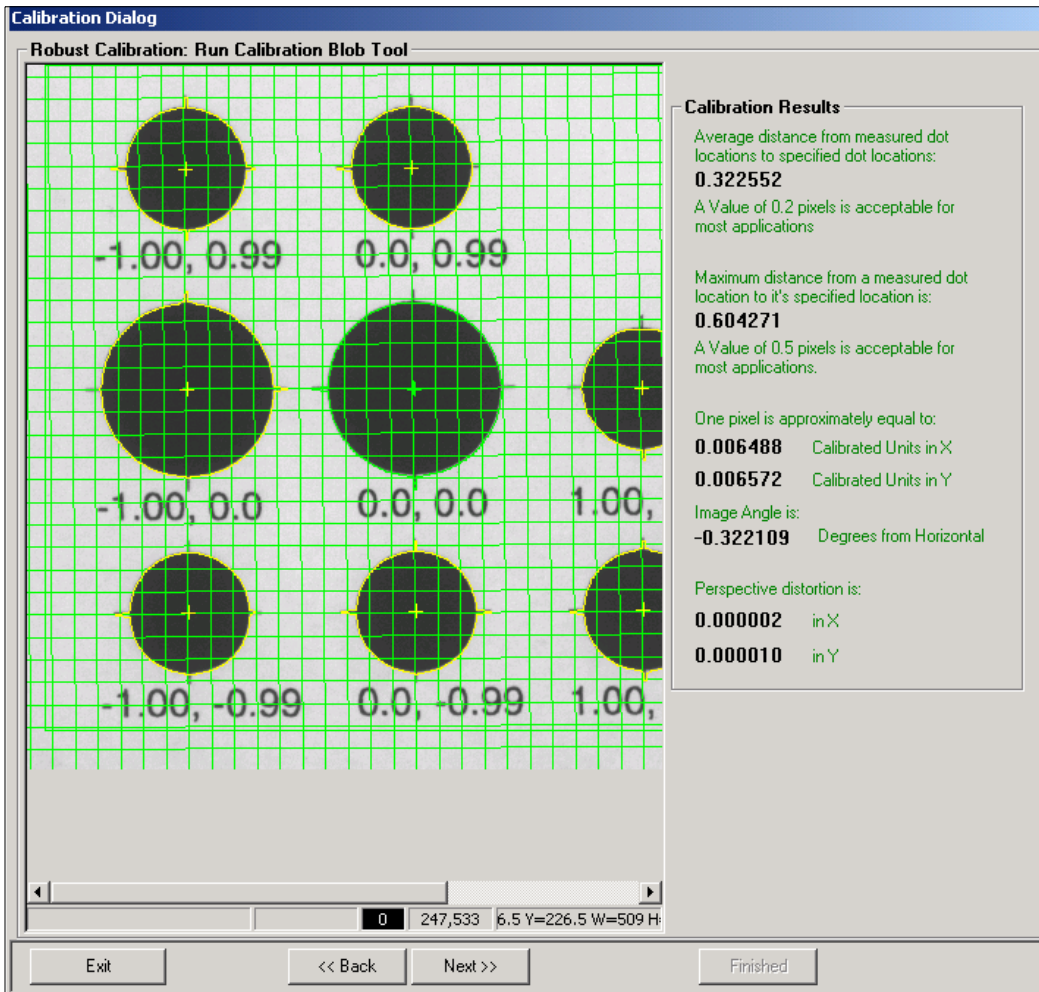 Calibration Dialog
Robust Calibration: Run Calibration Blob Tool
-1.00, 0.99 0.0, 0.99
-1.00, 0.0 0.0, 0.0 1.00,
-1.00, -0.99 0.0, -0.99 1.00,
0 247,533 6.5 Y=226.5 W=509 H=
Calibration Results
Average distance from measured dot
locations to specified dot locations:
0.322552
A Value of 0.2 pixels is acceptable for
most applications
Maximum distance from a measured dot
location to it's specified location is:
0.604271
A Value of 0.5 pixels is acceptable for
most applications.
One pixel is approximately equal to:
0.006488 Calibrated Units in X
0.006572 Calibrated Units in Y
Image Angle is:
-0.322109 Degrees from Horizontal
Perspective distortion is:
0.000002 in X
0.000010 in Y
Exit << Back Next >> Finished